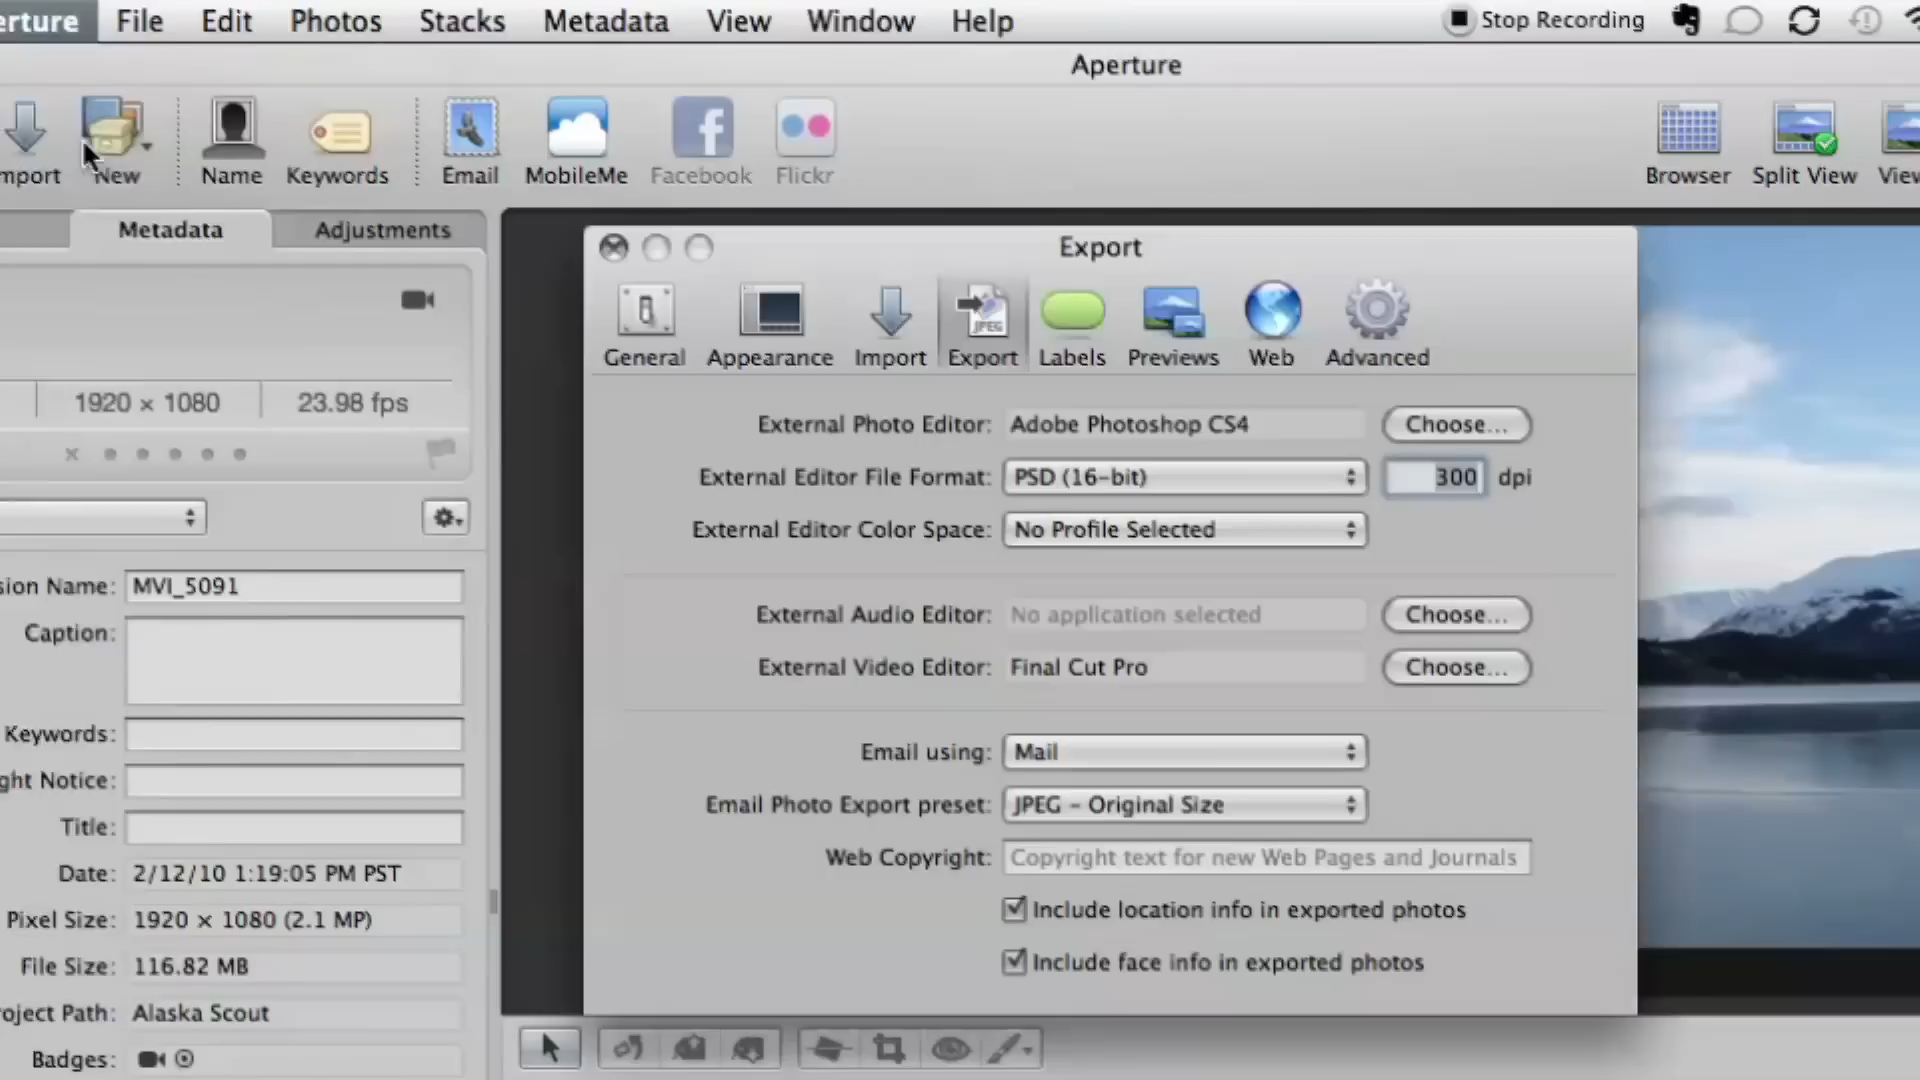 erture File Edit Photos Stacks Metadata View Window Help Stop Recording
Aperture
mport New Name Keywords Email MobileMe Facebook Flickr Browser Split View View
Metadata Adjustments
Export
General Appearance Import Export Labels Previews Web Advanced
JPEG
1920 × 1080 23.98 fps
External Photo Editor: Adobe Photoshop CS4 Choose...
External Editor File Format: PSD (16-bit) 300 dpi
External Editor Color Space: No Profile Selected
sion Name: MVI_5091
External Audio Editor: No application selected Choose...
Caption:
External Video Editor: Final Cut Pro Choose...
Keywords:
Email using: Mail
ght Notice:
Email Photo Export preset: JPEG - Original Size
Title:
Web Copyright: Copyright text for new Web Pages and Journals
Date: 2/12/10 1:19:05 PM PST
Include location info in exported photos
Pixel Size: 1920 × 1080 (2.1 MP)
File Size: 116.82 MB
Include face info in exported photos
oject Path: Alaska Scout
Badges: